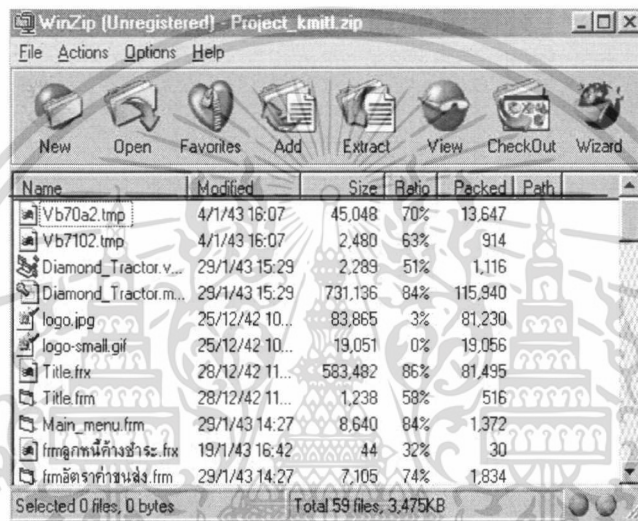 WinZip (Unregistered) - Project_kmitl.zip
File Actions Options Help
New Open Favorites Add Extract View CheckOut Wizard
Name Modified Size Ratio Packed Path
Vb70a2.tmp 4/1/43 16:07 45,048 70% 13,647
Vb7102.tmp 4/1/43 16:07 2,480 63% 914
Diamond_Tractor.v... 29/1/43 15:29 2,289 51% 1,116
Diamond_Tractor.m... 29/1/43 15:29 731,136 84% 115,940
logo.jpg 25/12/42 10... 83,865 3% 81,230
logo-small.gif 25/12/42 10... 19,051 0% 19,056
Title.frx 28/12/42 11... 583,482 86% 81,495
Title.frm 28/12/42 11... 1,238 58% 516
Main_menu.frm 29/1/43 14:27 8,640 84% 1,372
frmลูกหนี้ค้างชำระ.frx 19/1/43 16:42 44 32% 30
frmอัตราค่าขนส่ง.frm 29/1/43 14:27 7,105 74% 1,834
Selected 0 files, 0 bytes Total 59 files, 3,475KB